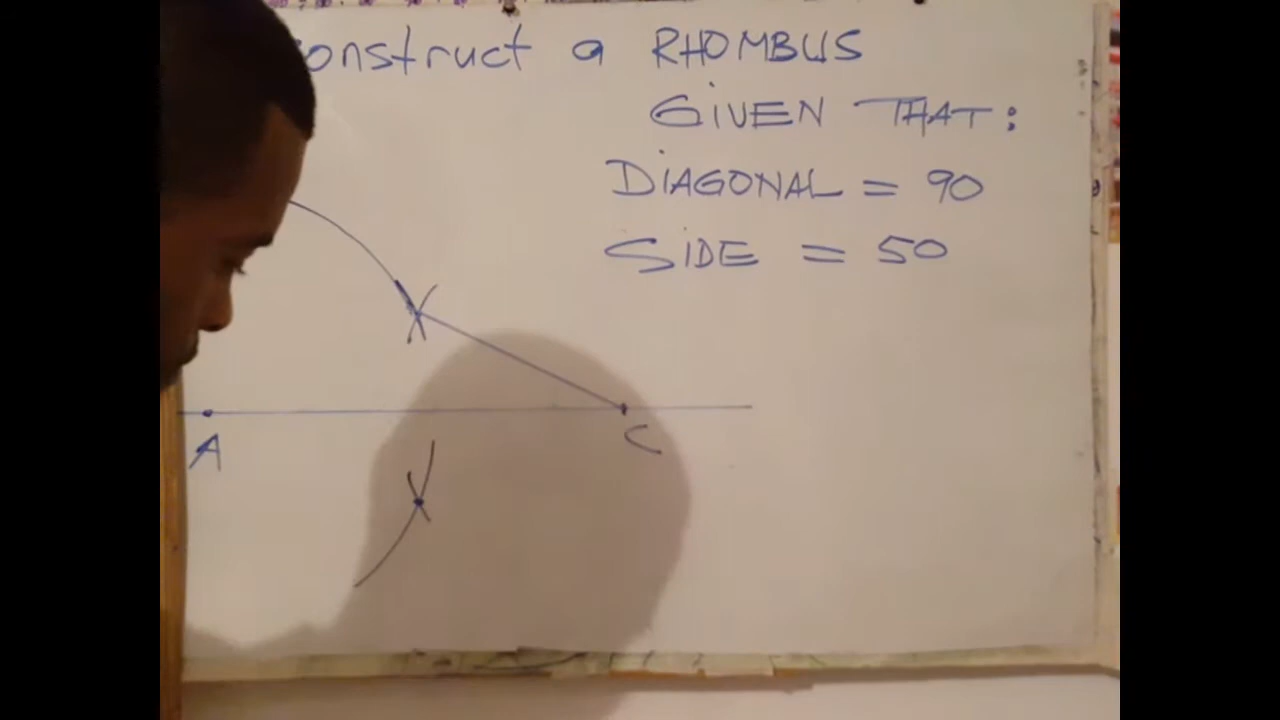 onstruct a RHOMBUS
GiVEN THAT:
DiAGONAL = 90
SiDE = 50
A
C